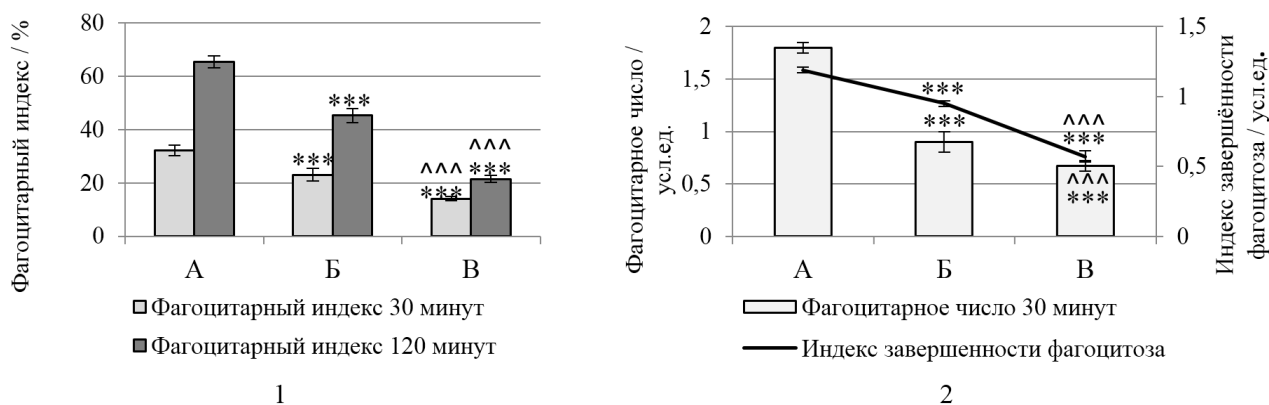 Фагоцитарный индекс / %
80
60
40
20
0
***
***
^^^
***
^^^
***
А
Б
В
Фагоцитарный индекс 30 минут
Фагоцитарный индекс 120 минут
1
Фагоцитарное число /
усл.ед.
2
1,5
1
0,5
0
***
***
^^^
***
^^^
***
А
Б
В
1,5
1
0,5
0
Индекс завершённости
фагоцитоза / усл.ед.
Фагоцитарное число 30 минут
Индекс завершенности фагоцитоза
2